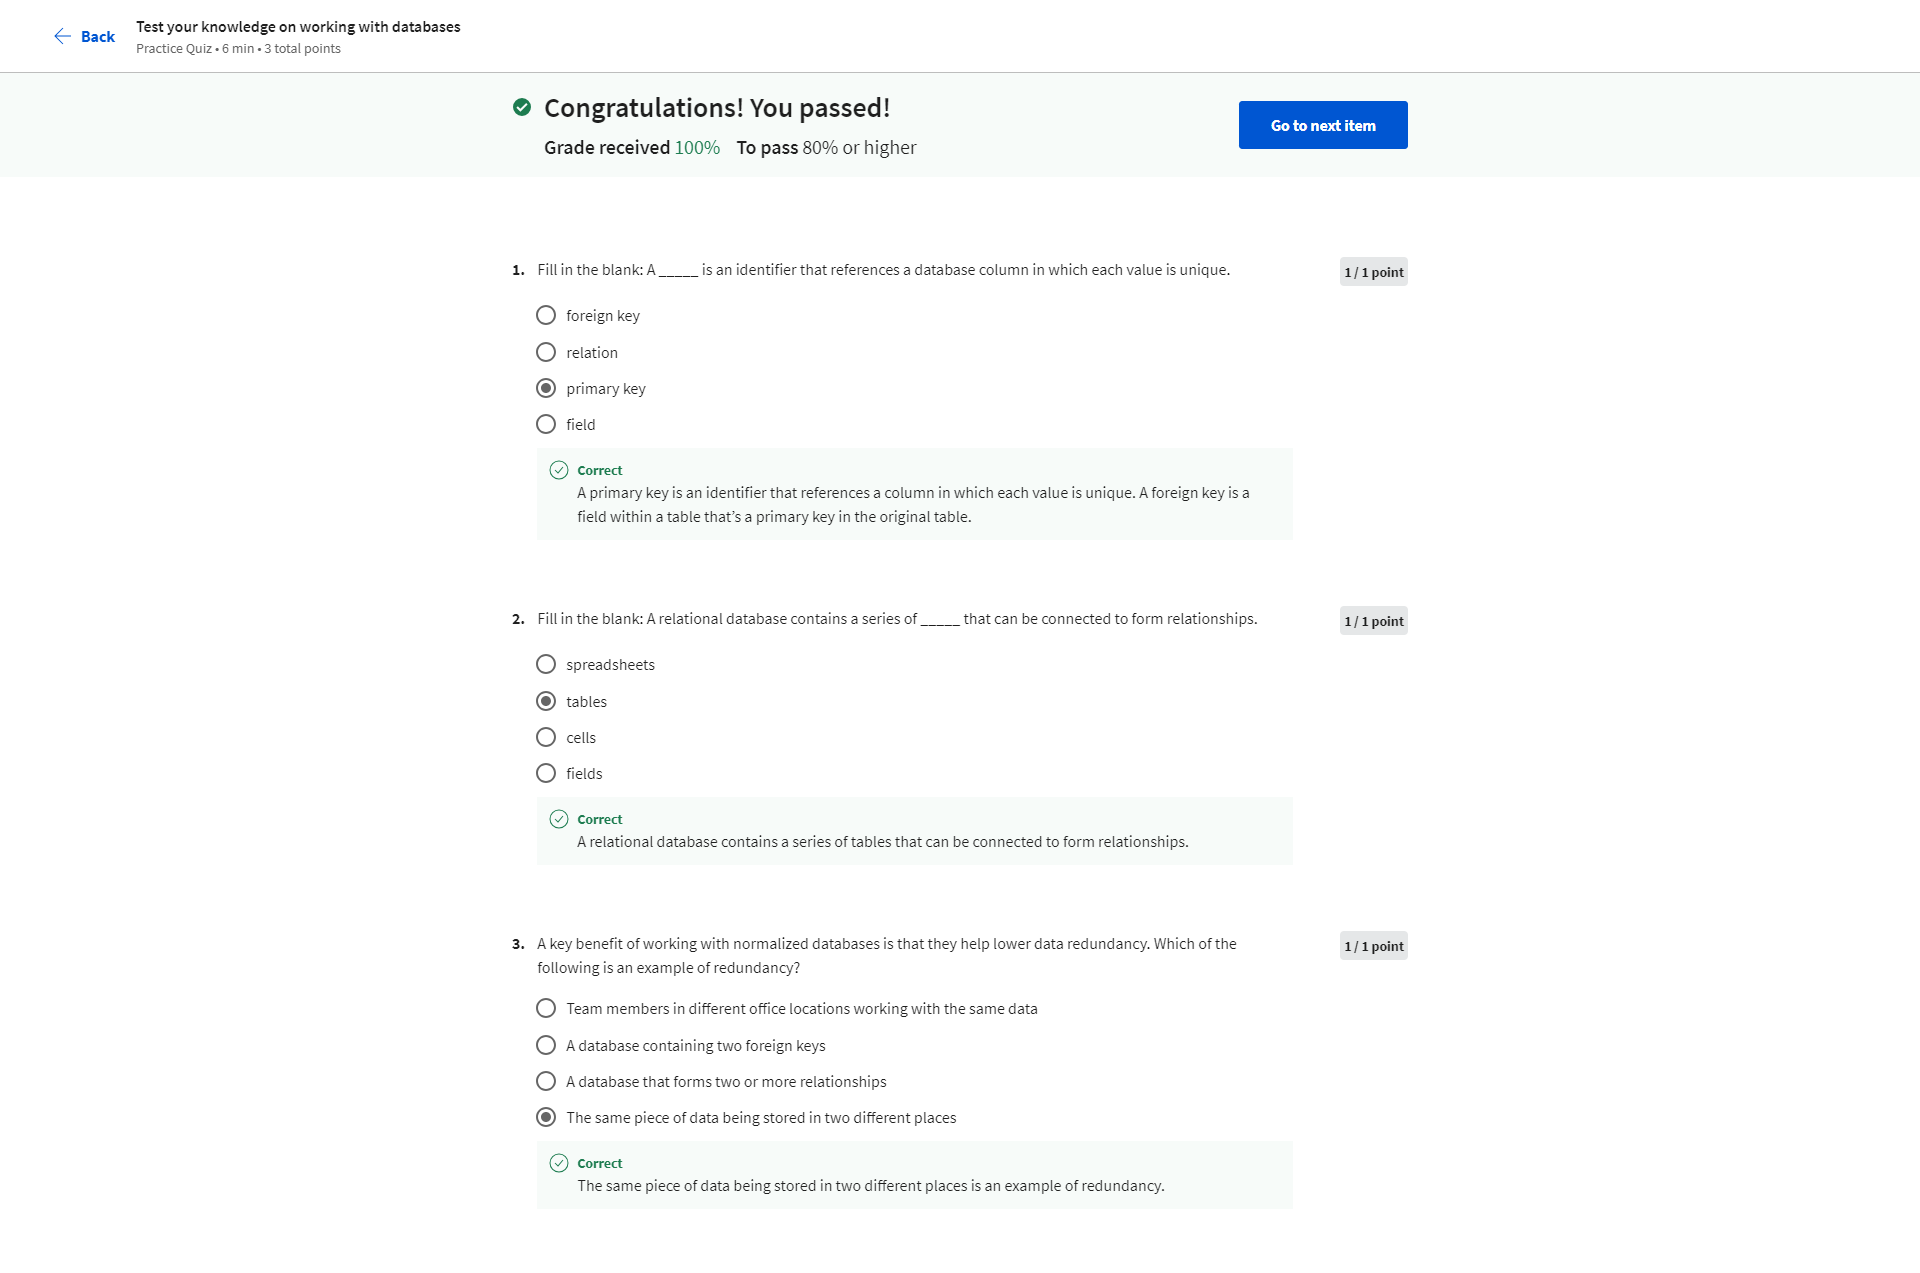 Back
Test your knowledge on working with databases
Practice Quiz • 6 min • 3 total points
Congratulations! You passed!
Grade received 100% To pass 80% or higher
Go to next item
1. Fill in the blank: A _____ is an identifier that references a database column in which each value is unique.
1 / 1 point
foreign key
relation
primary key
field
Correct
A primary key is an identifier that references a column in which each value is unique. A foreign key is a
field within a table that’s a primary key in the original table.
2. Fill in the blank: A relational database contains a series of _____ that can be connected to form relationships.
1 / 1 point
spreadsheets
tables
cells
fields
Correct
A relational database contains a series of tables that can be connected to form relationships.
3. A key benefit of working with normalized databases is that they help lower data redundancy. Which of the
following is an example of redundancy?
1 / 1 point
Team members in different office locations working with the same data
A database containing two foreign keys
A database that forms two or more relationships
The same piece of data being stored in two different places
Correct
The same piece of data being stored in two different places is an example of redundancy.